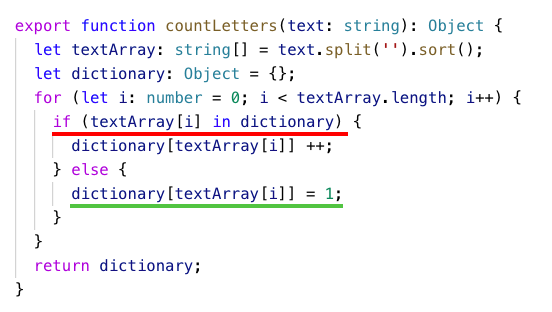 export function countLetters(text: string): Object {
  let textArray: string[] = text.split('').sort();
  let dictionary: Object = {};
  for (let i: number = 0; i < textArray.length; i++) {
    if (textArray[i] in dictionary) {
      dictionary[textArray[i]] ++;
    } else {
      dictionary[textArray[i]] = 1;
    }
  }
  return dictionary;
}